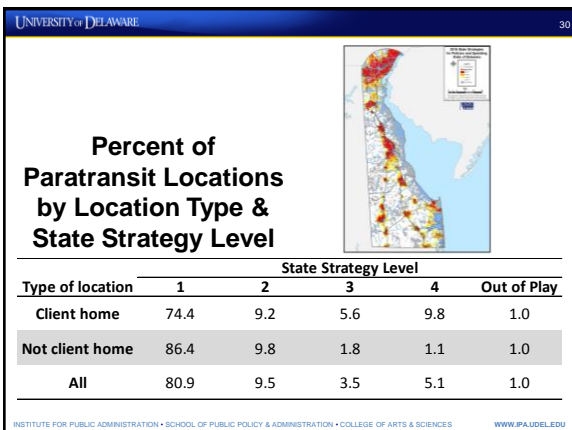 UNIVERSITY OF DELAWARE
30
Percent of
Paratransit Locations
by Location Type &
State Strategy Level
State Strategy Level
Type of location 1 2 3 4 Out of Play
Client home 74.4 9.2 5.6 9.8 1.0
Not client home 86.4 9.8 1.8 1.1 1.0
All 80.9 9.5 3.5 5.1 1.0
INSTITUTE FOR PUBLIC ADMINISTRATION • SCHOOL OF PUBLIC POLICY & ADMINISTRATION • COLLEGE OF ARTS & SCIENCES WWW.IPA.UDEL.EDU